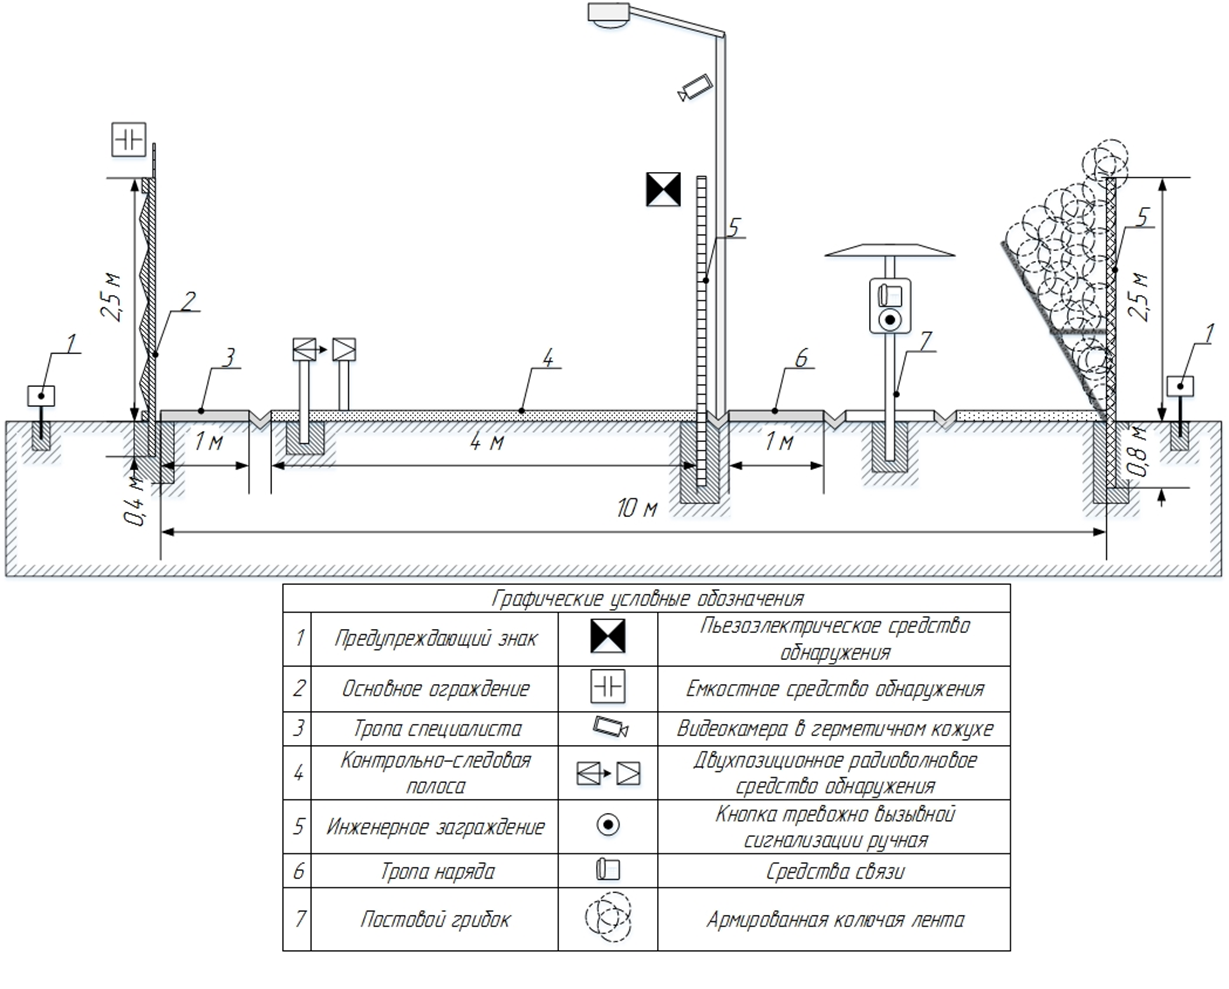 5
5
2,5 м
2,5 м
2
1
3
4
6
7
1
1 м
4 м
1 м
0,4 м
0,8 м
10 м
Графические условные обозначения
1 Предупреждающий знак Пьезоэлектрическое средство
обнаружения
2 Основное ограждение Емкостное средство обнаружения
3 Тропа специалиста Видеокамера в герметичном кожухе
4 Контрольно-следовая
полоса
Двухпозиционное радиоволновое
средство обнаружения
5 Инженерное заграждение Кнопка тревожно вызывной
сигнализации ручная
6 Тропа наряда Средства связи
7 Постовой грибок Армированная колючая лента